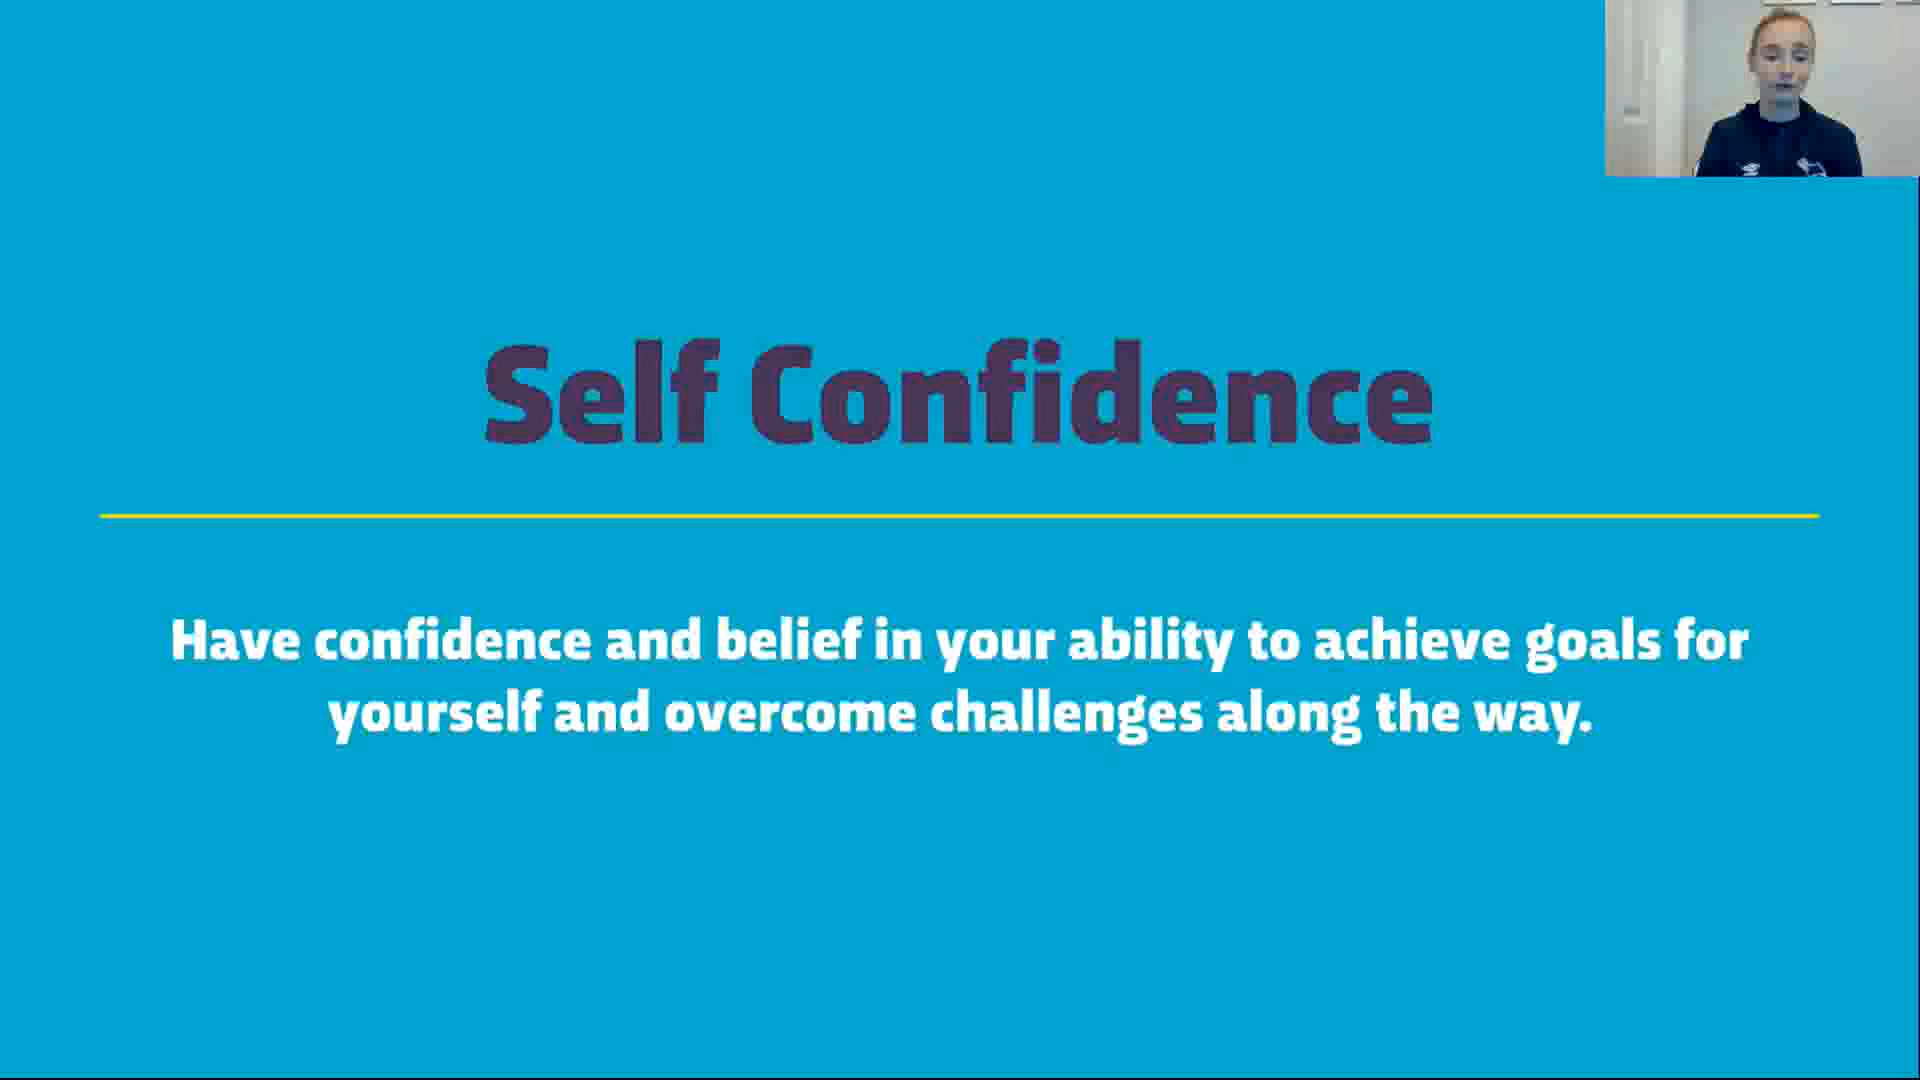 Self Confidence
Have confidence and belief in your ability to achieve goals for
yourself and overcome challenges along the way.